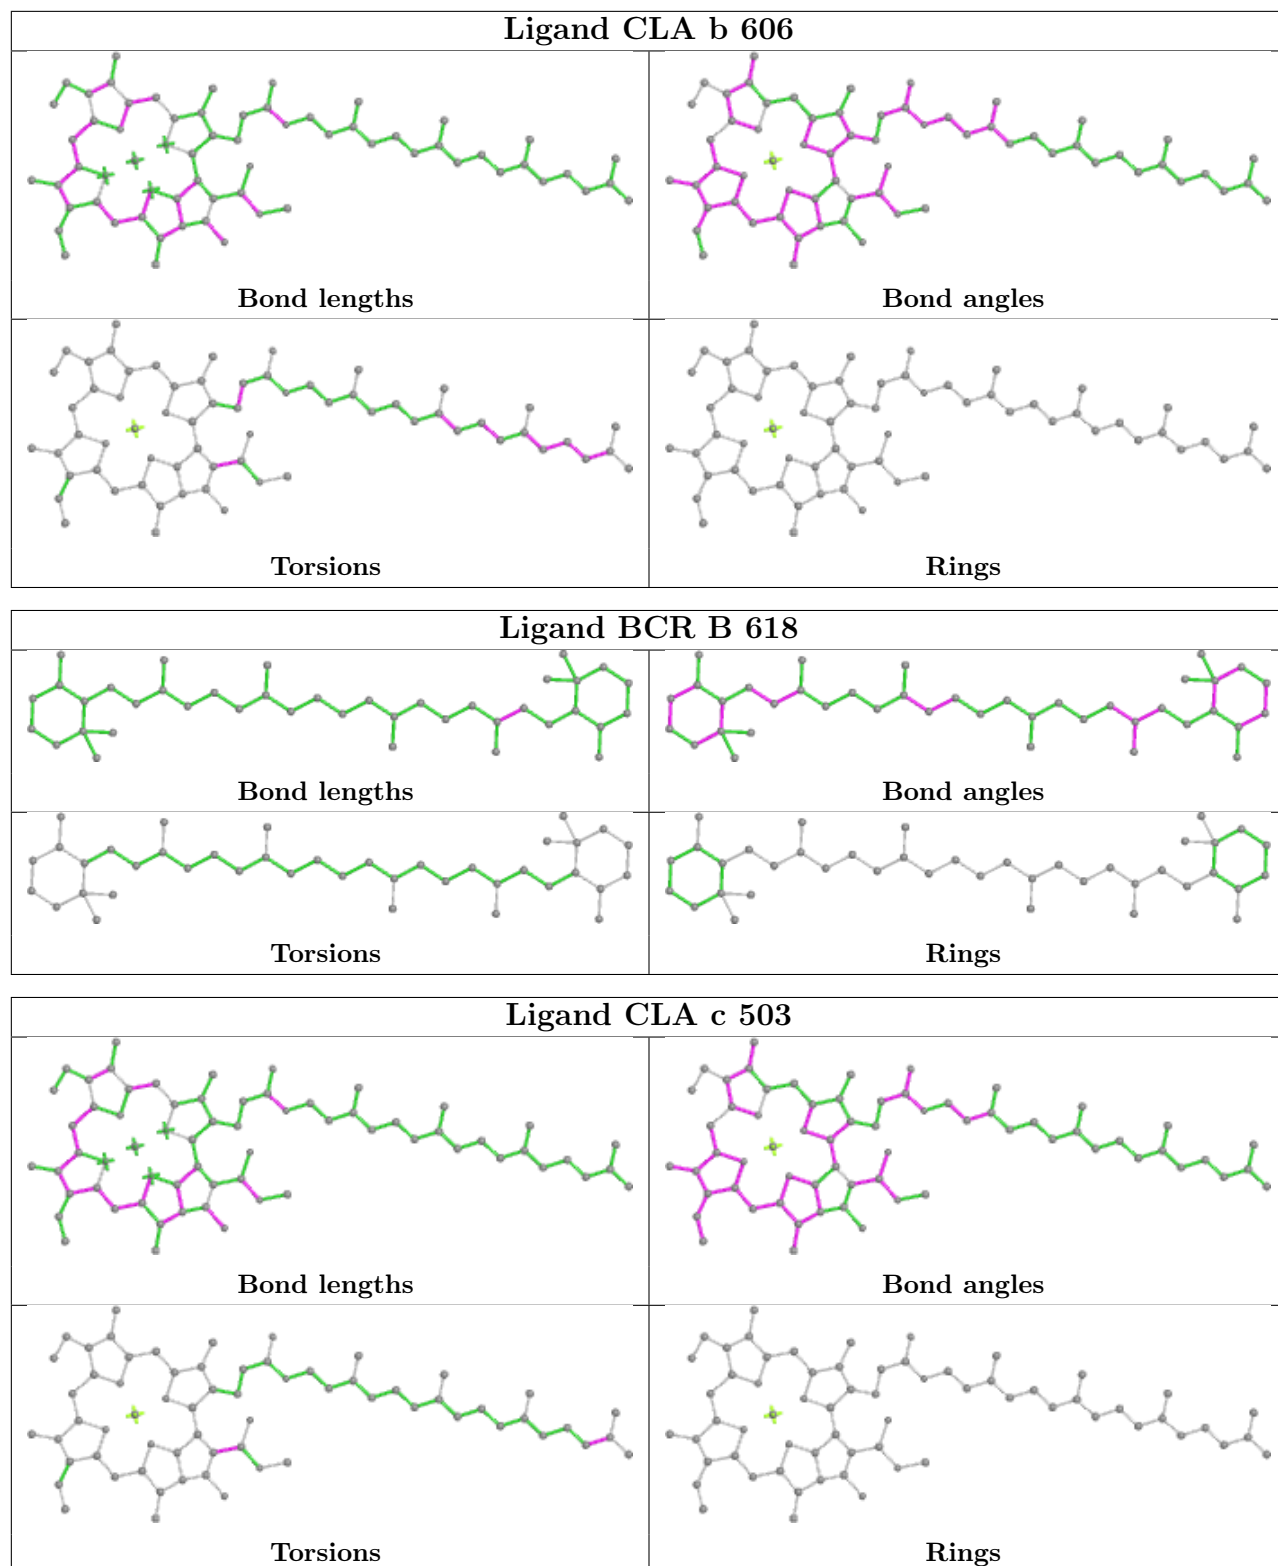 Ligand CLA b 606
Bond lengths
Bond angles
Torsions
Rings
Ligand BCR B 618
Bond lengths
Bond angles
Torsions
Rings
Ligand CLA c 503
Bond lengths
Bond angles
Torsions
Rings